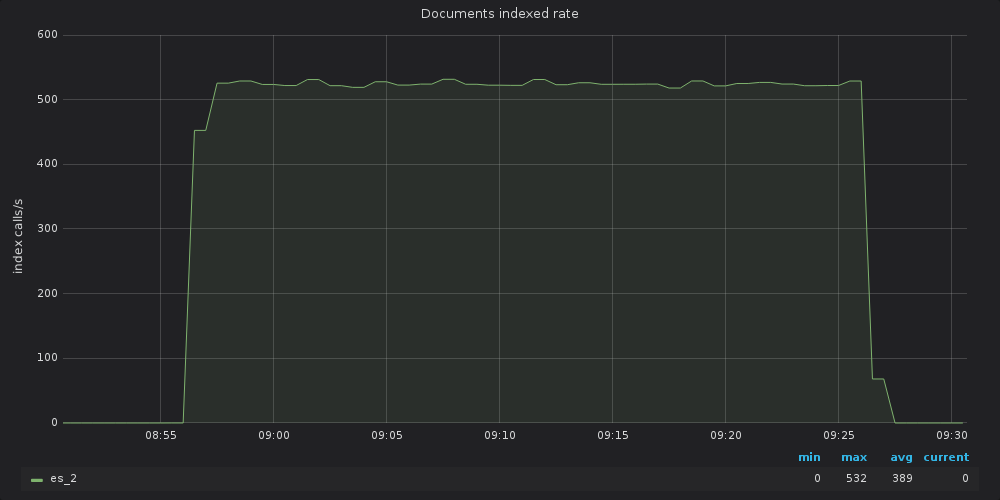 Documents indexed rate
600
500
400
300
200
100
0
index calls/s
08:55 09:00 09:05 09:10 09:15 09:20 09:25 09:30
min max avg current
es_2 0 532 389 0